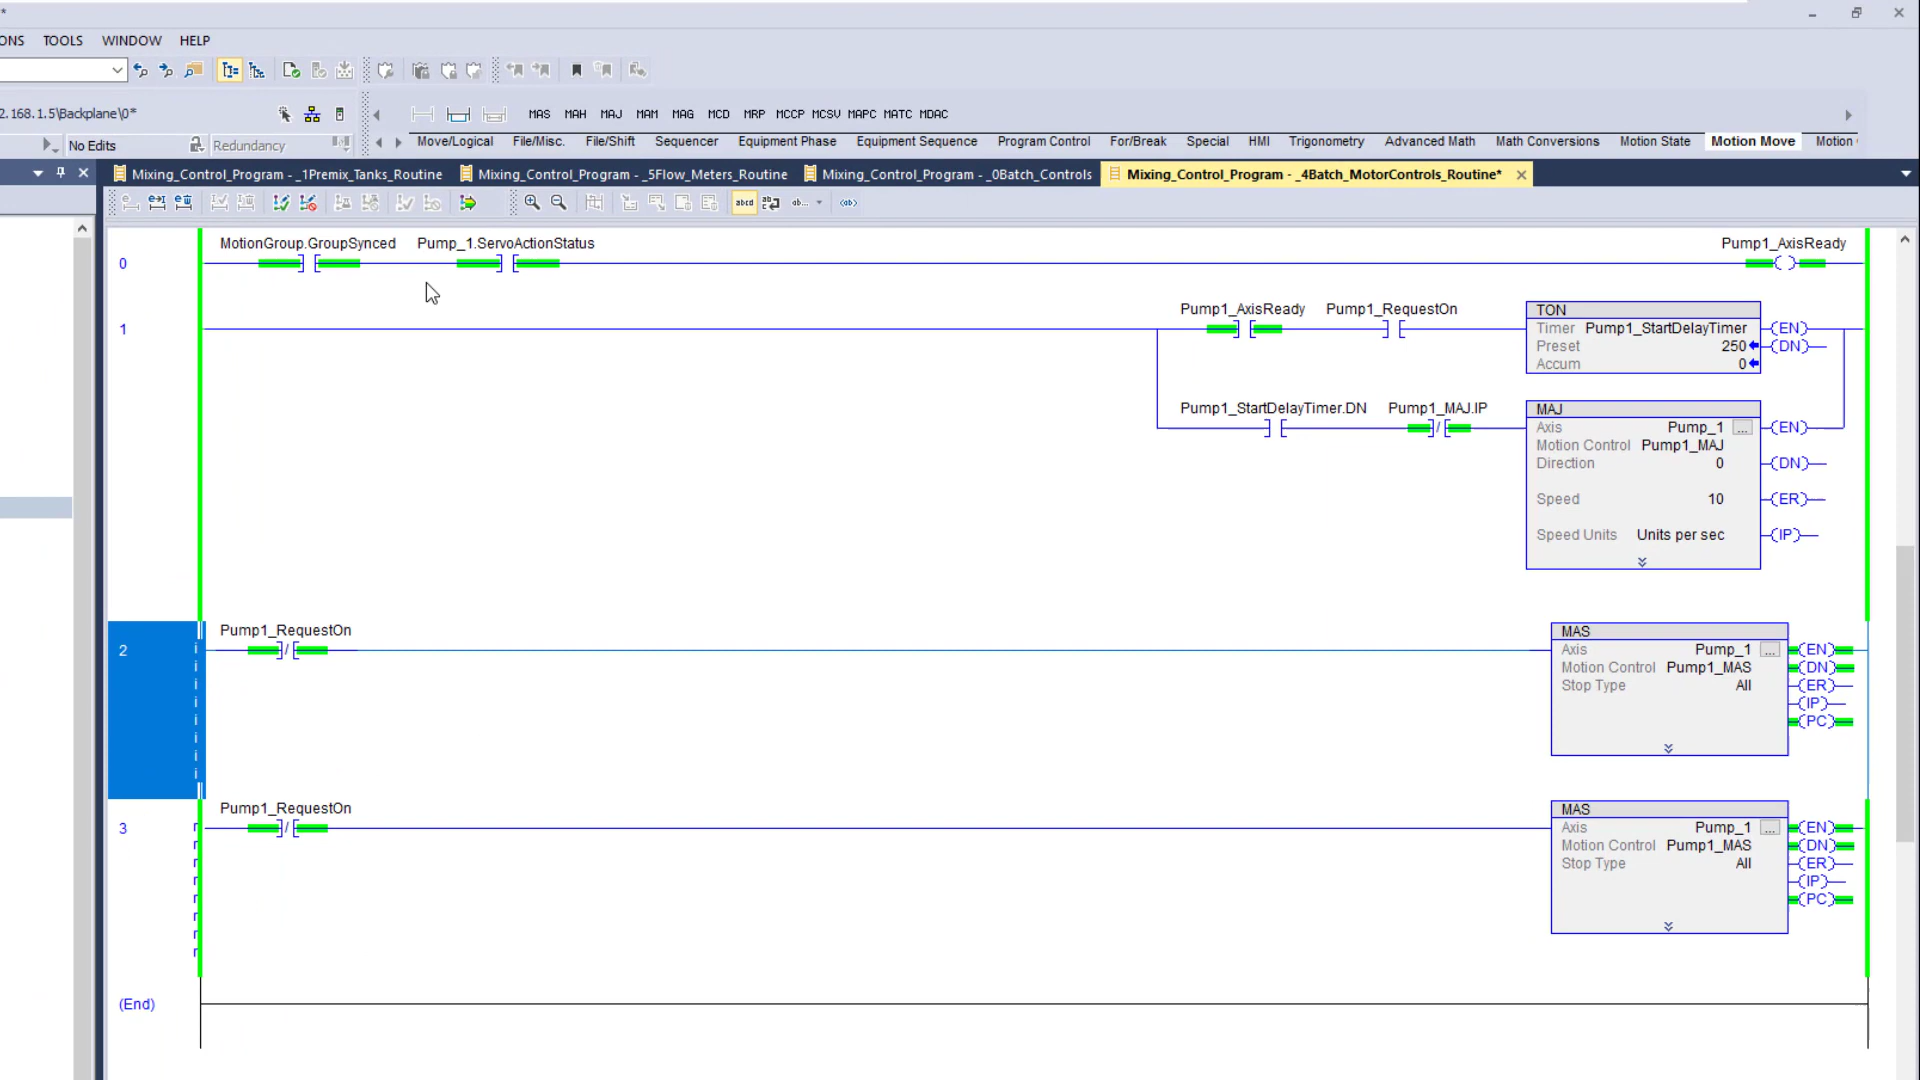 *
ONS TOOLS WINDOW HELP
2.168.1.5\Backplane\0*
MAS MAH MAJ MAM MAG MCD MRP MCCP MCSV MAPC MATC MDAC
No Edits Redundancy
Move/Logical File/Misc. File/Shift Sequencer Equipment Phase Equipment Sequence Program Control For/Break Special HMI Trigonometry Advanced Math Math Conversions Motion State Motion Move Motion
Mixing_Control_Program - _1Premix_Tanks_Routine Mixing_Control_Program - _5Flow_Meters_Routine Mixing_Control_Program - _0Batch_Controls Mixing_Control_Program - _4Batch_MotorControls_Routine*
abcd ab... <ab>
MotionGroup.GroupSynced Pump_1.ServoActionStatus Pump1_AxisReady
0
Pump1_AxisReady Pump1_RequestOn TON
1 Timer Pump1_StartDelayTimer (EN)
Preset 250 (DN)
Accum 0
Pump1_StartDelayTimer.DN Pump1_MAJ.IP MAJ
/ Axis Pump_1 ... (EN)
Motion Control Pump1_MAJ
Direction 0 (DN)
Speed 10 (ER)
Speed Units Units per sec (IP)
Pump1_RequestOn MAS
2 i / Axis Pump_1 ... (EN)
i Motion Control Pump1_MAS (DN)
i Stop Type All (ER)
i (IP)
i (PC)
i
i
i
Pump1_RequestOn MAS
3 r / Axis Pump_1 ... (EN)
r Motion Control Pump1_MAS (DN)
r Stop Type All (ER)
r (IP)
r (PC)
r
r
r
(End)